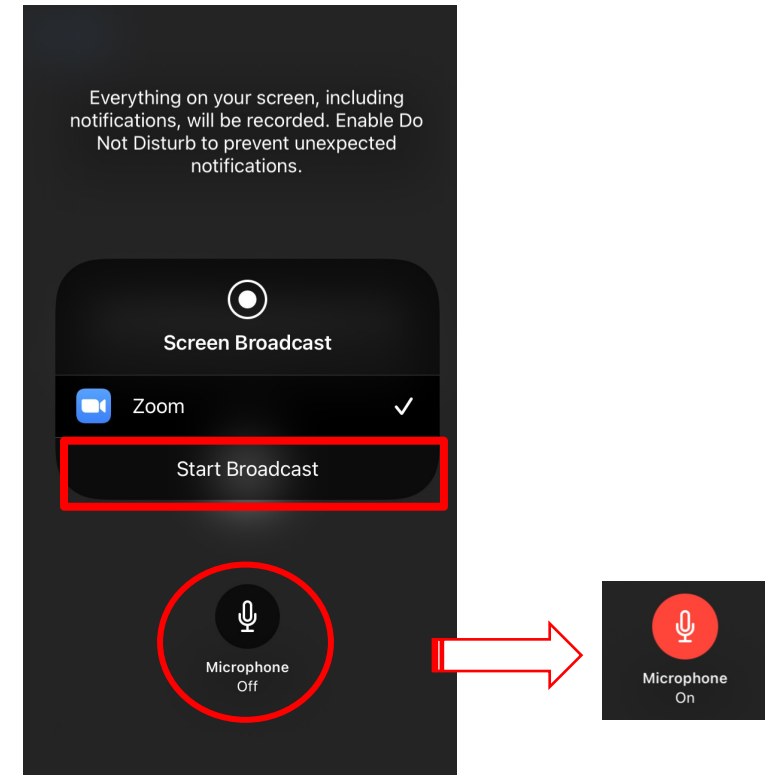 Everything on your screen, including
notifications, will be recorded. Enable Do
Not Disturb to prevent unexpected
notifications.
Screen Broadcast
Zoom
Start Broadcast
Microphone
Off
Microphone
On